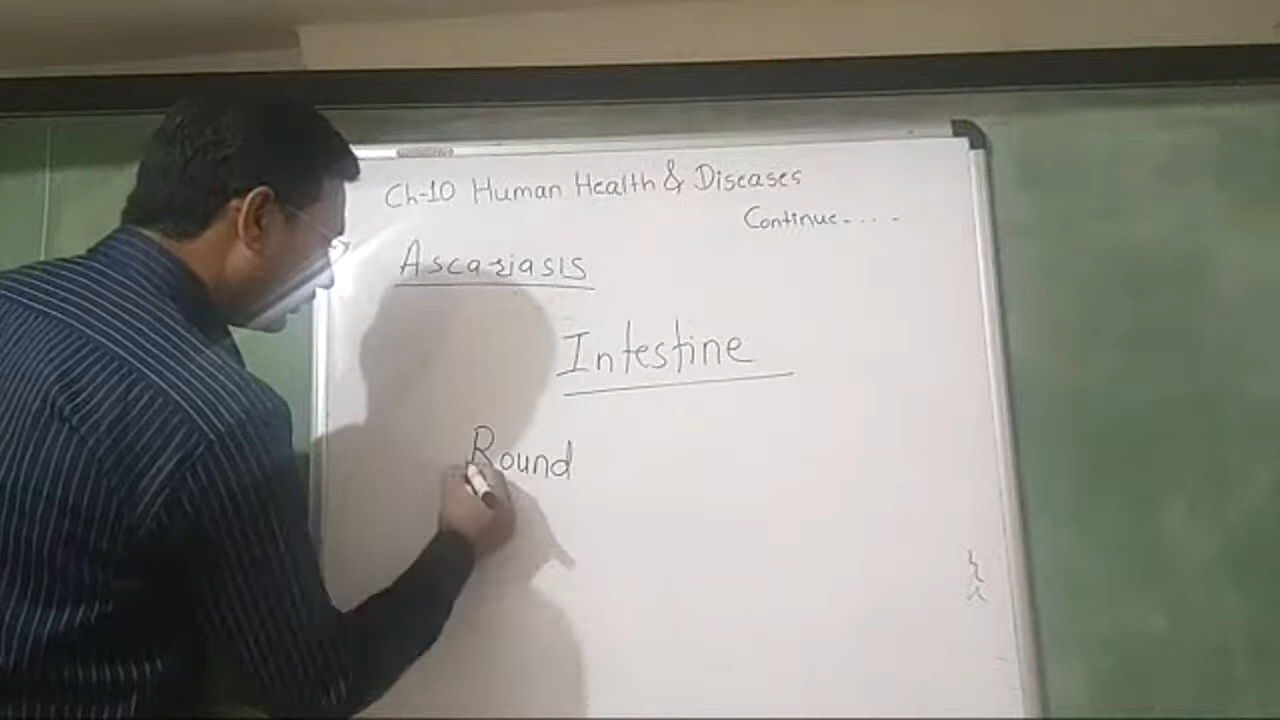 Ch-10 Human Health & Diseases
Continue.....
Ascariasis
Intestine
Round